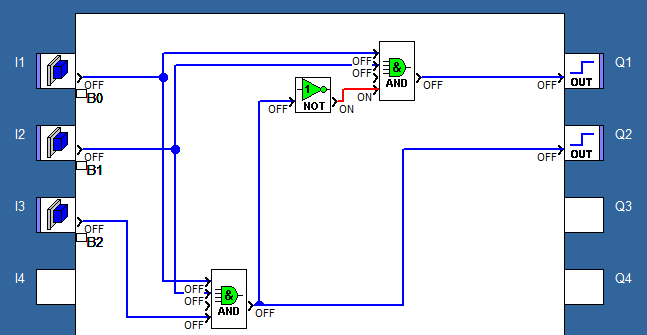 I1 OFF B0 OFF OFF & AND OFF OFF OUT Q1
OFF 1 NOT ON ON
I2 OFF B1 OFF OUT Q2
I3 OFF B2 Q3
I4 OFF OFF OFF & AND OFF Q4